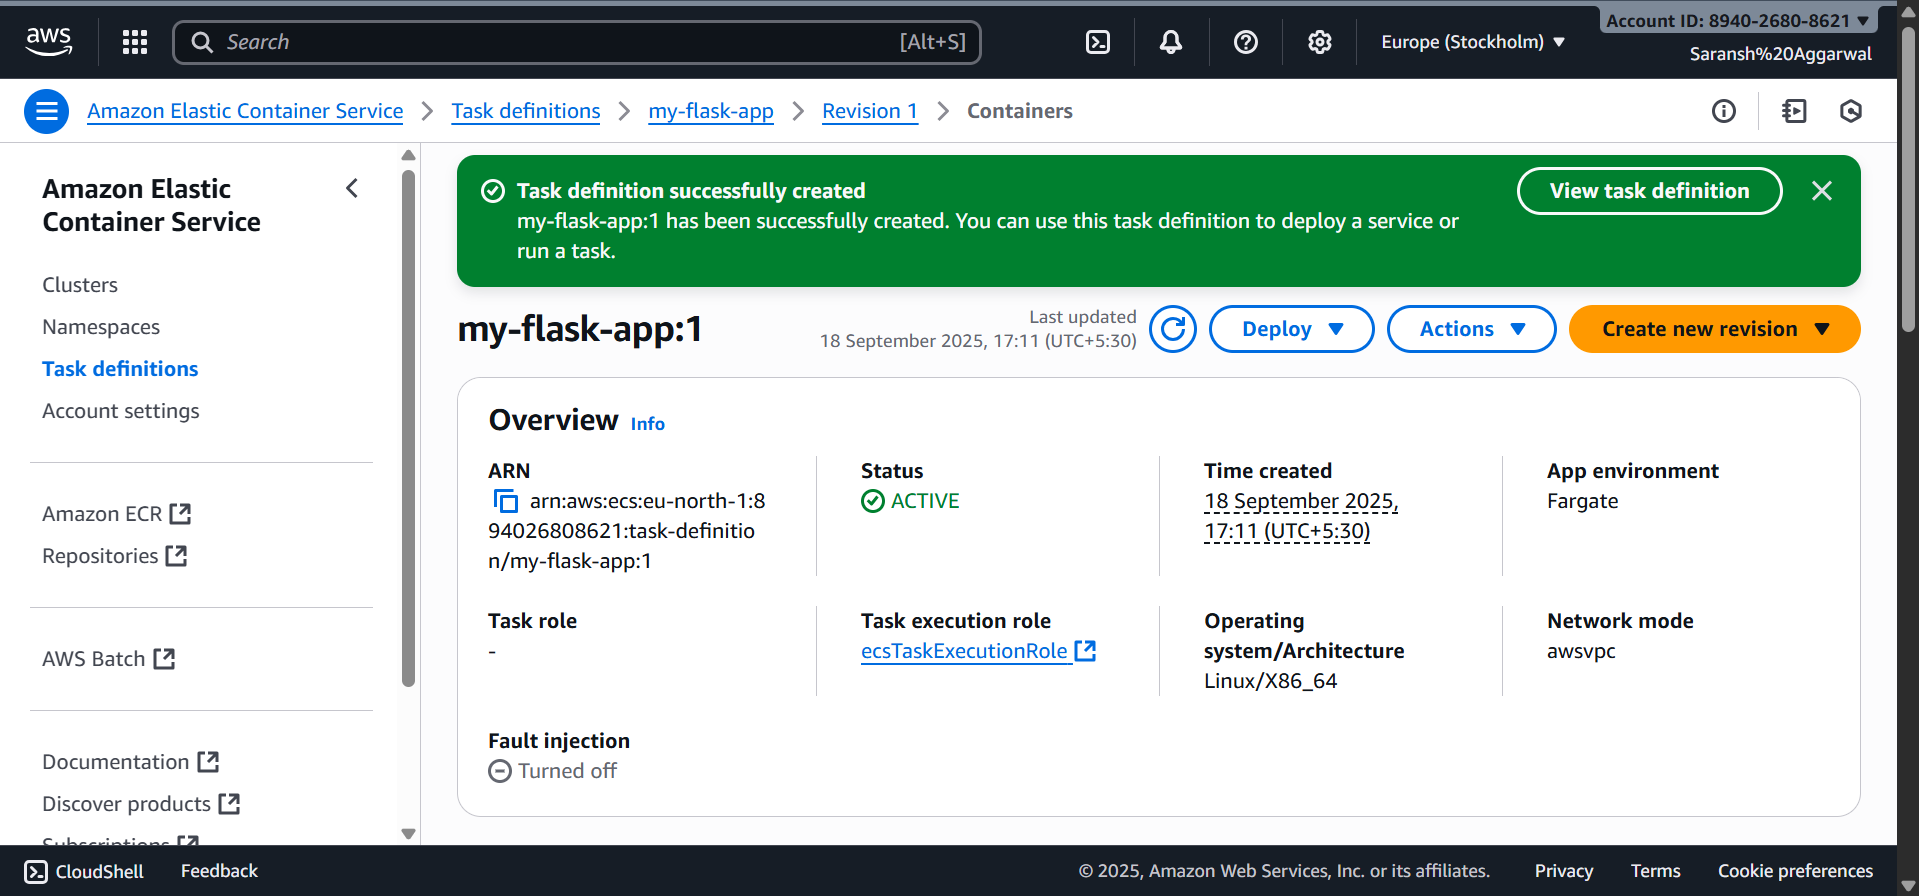 aws
Search
[Alt+S]
Europe (Stockholm)
Account ID: 8940-2680-8621
Saransh%20Aggarwal
Amazon Elastic Container Service
Task definitions
my-flask-app
Revision 1
Containers
Amazon Elastic
Container Service
Clusters
Namespaces
Task definitions
Account settings
Amazon ECR
Repositories
AWS Batch
Documentation
Discover products
Subscriptions
Task definition successfully created
my-flask-app:1 has been successfully created. You can use this task definition to deploy a service or
run a task.
View task definition
my-flask-app:1
Last updated
18 September 2025, 17:11 (UTC+5:30)
Deploy
Actions
Create new revision
Overview Info
ARN
arn:aws:ecs:eu-north-1:8
94026808621:task-definitio
n/my-flask-app:1
Status
ACTIVE
Time created
18 September 2025,
17:11 (UTC+5:30)
App environment
Fargate
Task role
-
Task execution role
ecsTaskExecutionRole
Operating
system/Architecture
Linux/X86_64
Network mode
awsvpc
Fault injection
Turned off
CloudShell
Feedback
© 2025, Amazon Web Services, Inc. or its affiliates.
Privacy
Terms
Cookie preferences